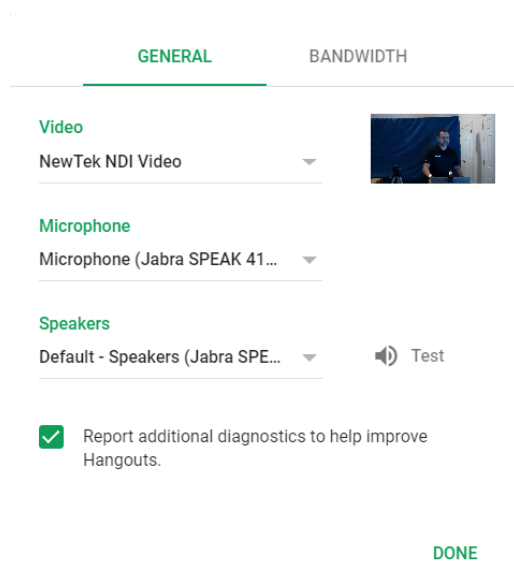 GENERAL BANDWIDTH
Video
NewTek NDI Video
Microphone
Microphone (Jabra SPEAK 41...
Speakers
Default - Speakers (Jabra SPE...
Test
Report additional diagnostics to help improve
Hangouts.
DONE